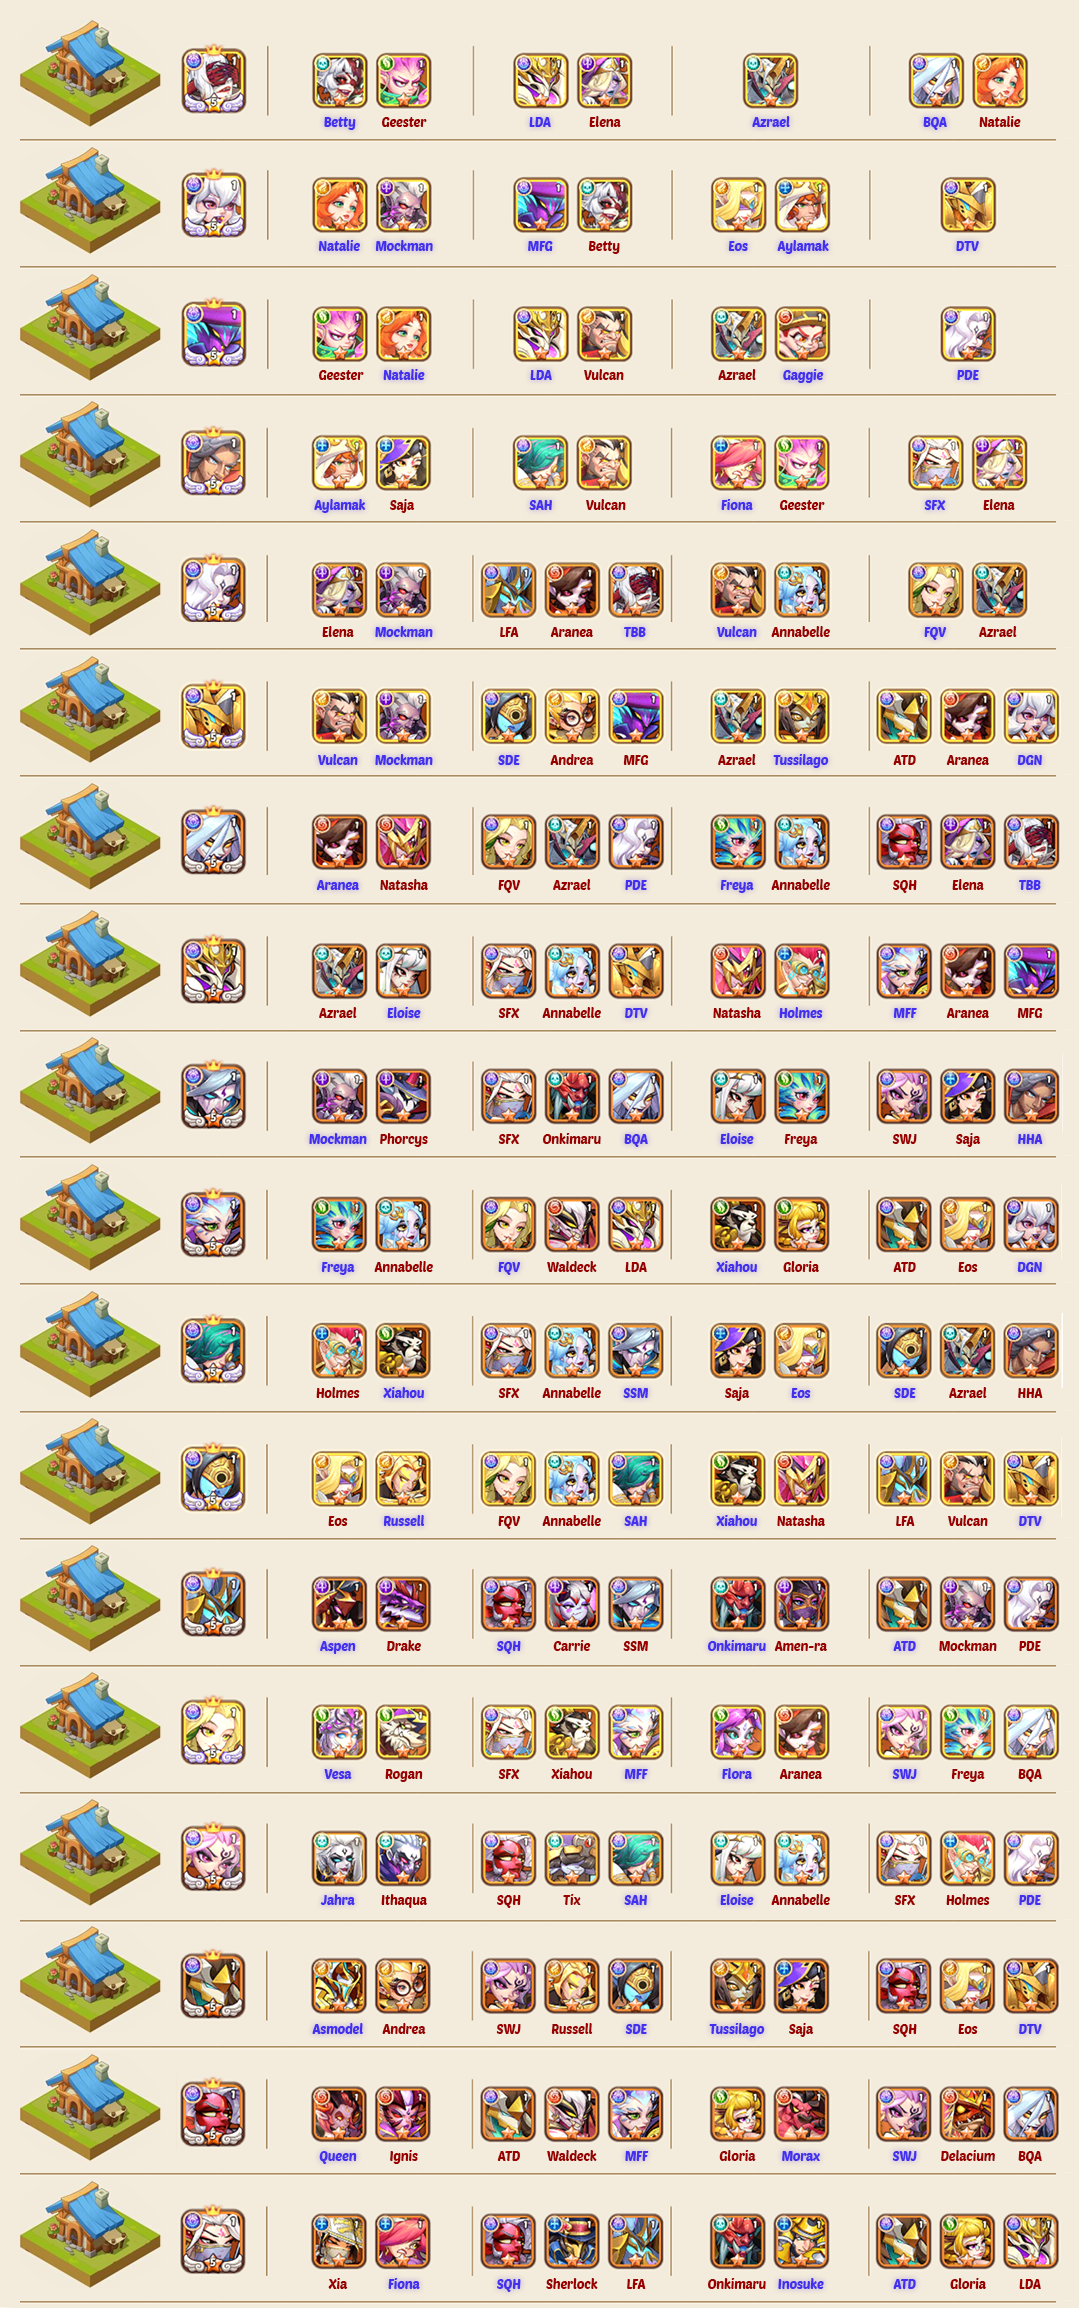 Betty Geester LDA Elena Azrael BQA Natalie
Natalie Mockman MFG Betty Eos Aylamak DTV
Geester Natalie LDA Vulcan Azrael Gaggie PDE
Aylamak Saja SAH Vulcan Fiona Geester SFX Elena
Elena Mockman LFA Aranea TBB Vulcan Annabelle FQV Azrael
Vulcan Mockman SDE Andrea MFG Azrael Tussilago ATD Aranea DGN
Aranea Natasha FQV Azrael PDE Freya Annabelle SQH Elena TBB
Azrael Eloise SFX Annabelle DTV Natasha Holmes MFF Aranea MFG
Mockman Phorcys SFX Onkimaru BQA Eloise Freya SWJ Saja HHA
Freya Annabelle FQV Waldeck LDA Xiahou Gloria ATD Eos DGN
Holmes Xiahou SFX Annabelle SSM Saja Eos SDE Azrael HHA
Eos Russell FQV Annabelle SAH Xiahou Natasha LFA Vulcan DTV
Aspen Drake SQH Carrie SSM Onkimaru Amen-ra ATD Mockman PDE
Vesa Rogan SFX Xiahou MFF Flora Aranea SWJ Freya BQA
Jahra Ithaqua SQH Tix SAH Eloise Annabelle SFX Holmes PDE
Asmodel Andrea SWJ Russell SDE Tussilago Saja SQH Eos DTV
Queen Ignis ATD Waldeck MFF Gloria Morax SWJ Delacium BQA
Xia Fiona SQH Sherlock LFA Onkimaru Inosuke ATD Gloria LDA